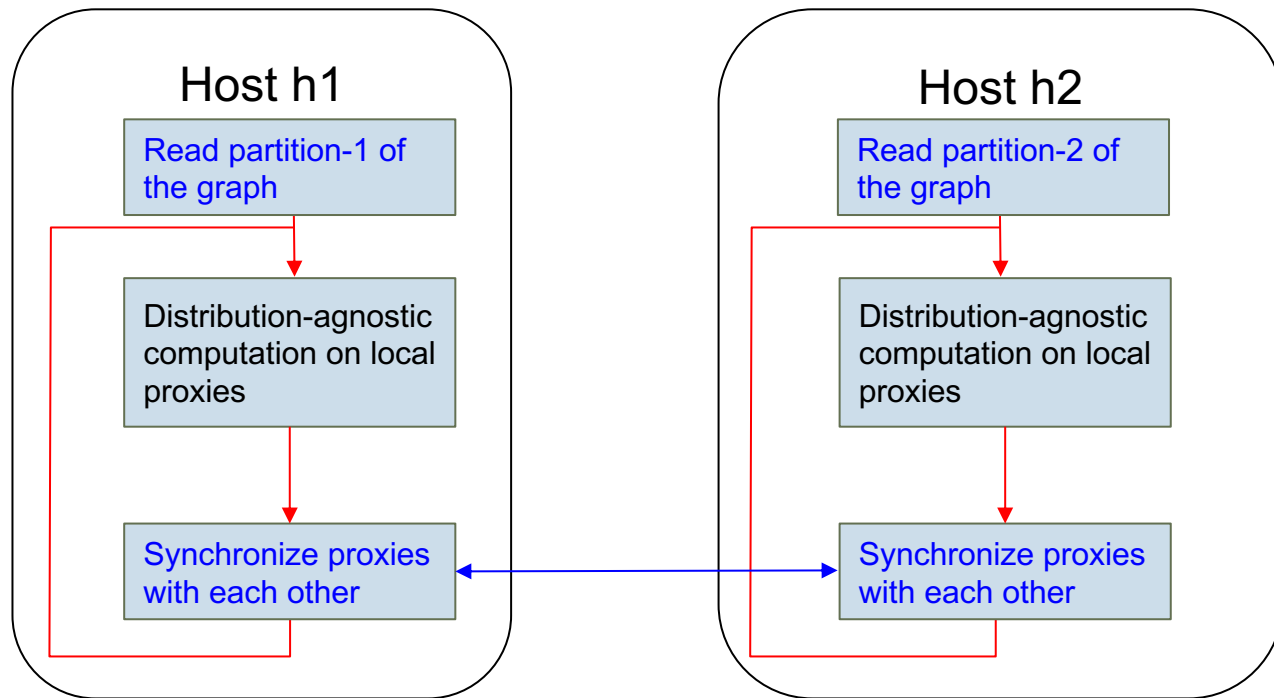 Host h1
Read partition-1 of
the graph
Distribution-agnostic
computation on local
proxies
Synchronize proxies
with each other
Host h2
Read partition-2 of
the graph
Distribution-agnostic
computation on local
proxies
Synchronize proxies
with each other